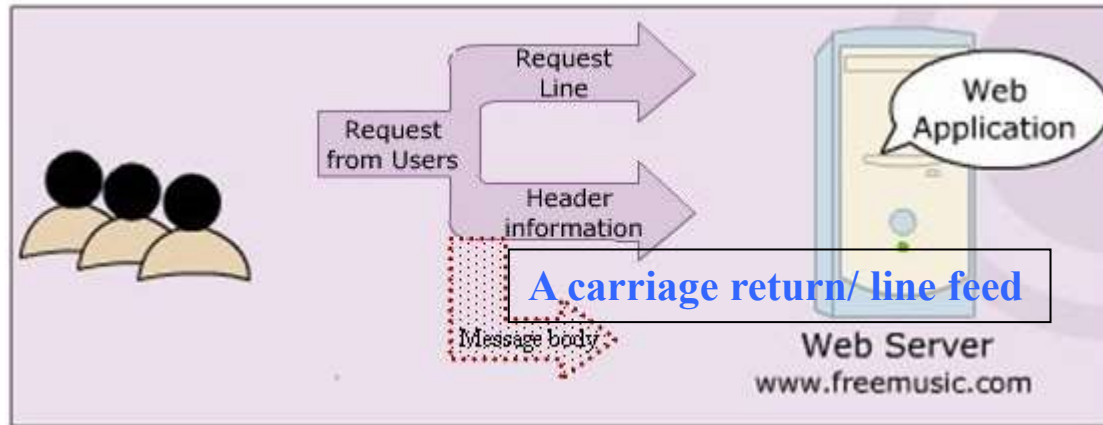 Request
from Users
Request
Line
Header
information
A carriage return/ line feed
Message body
Web
Application
Web Server
www.freemusic.com